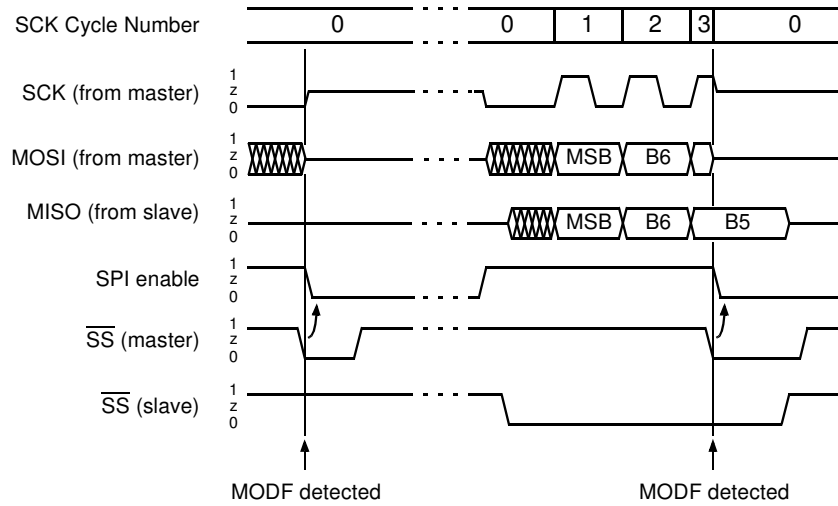 SCK Cycle Number 0 0 1 2 3 0
SCK (from master) 1 z 0
MOSI (from master) 1 z 0 MSB B6
MISO (from slave) 1 z 0 MSB B6 B5
SPI enable 1 z 0
SS (master) 1 z 0
SS (slave) 1 z 0
MODF detected MODF detected